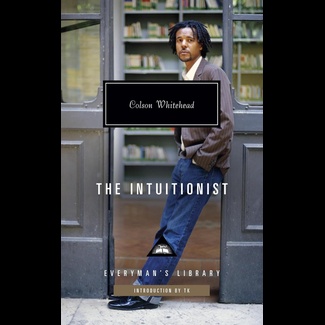 Colson Whitehead
THE INTUITIONIST
EVERYMAN'S LIBRARY
INTRODUCTION BY TK